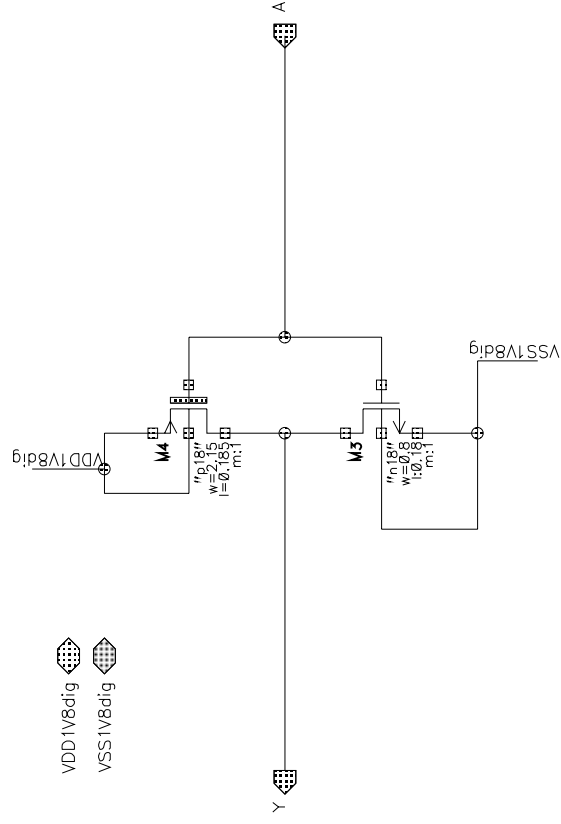 A
VDD1V8dig
M4
"p18"
w=2.15
l=0.185
m:1
M3
"n18"
w=0.8
l:0.18
m:1
VSS1V8dig
VDD1V8dig
VSS1V8dig
Y